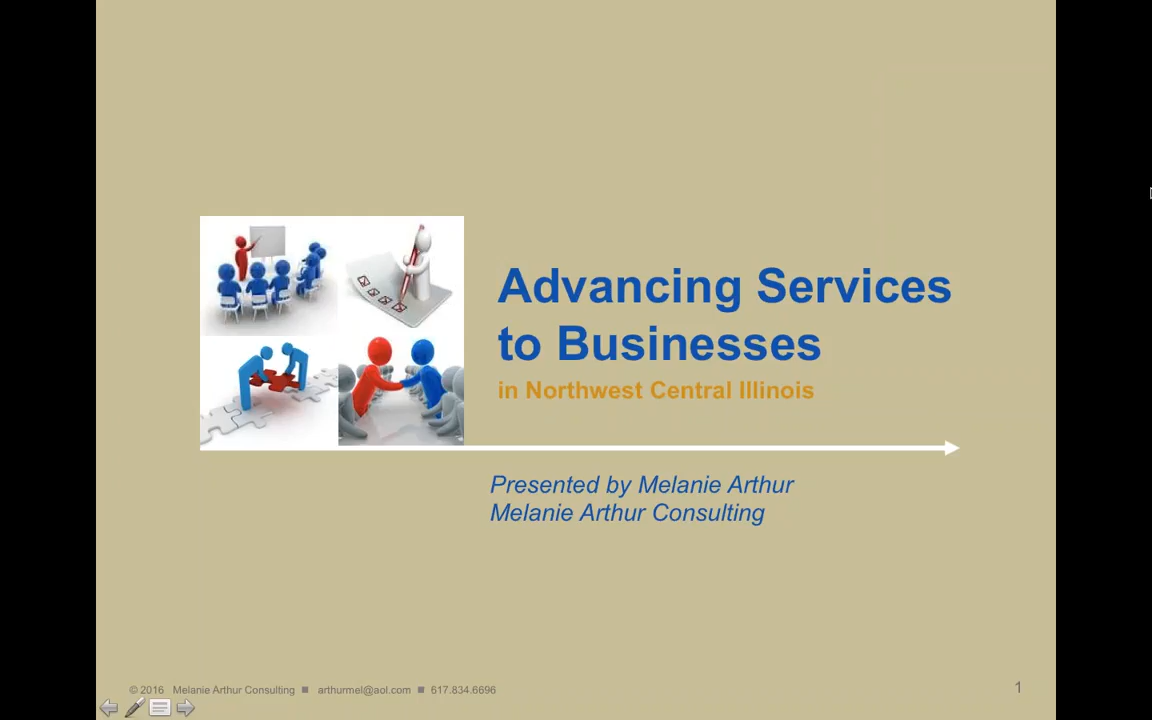 Advancing Services
to Businesses
in Northwest Central Illinois
Presented by Melanie Arthur
Melanie Arthur Consulting
© 2016 Melanie Arthur Consulting ■ arthurmel@aol.com ■ 617.834.6696
1